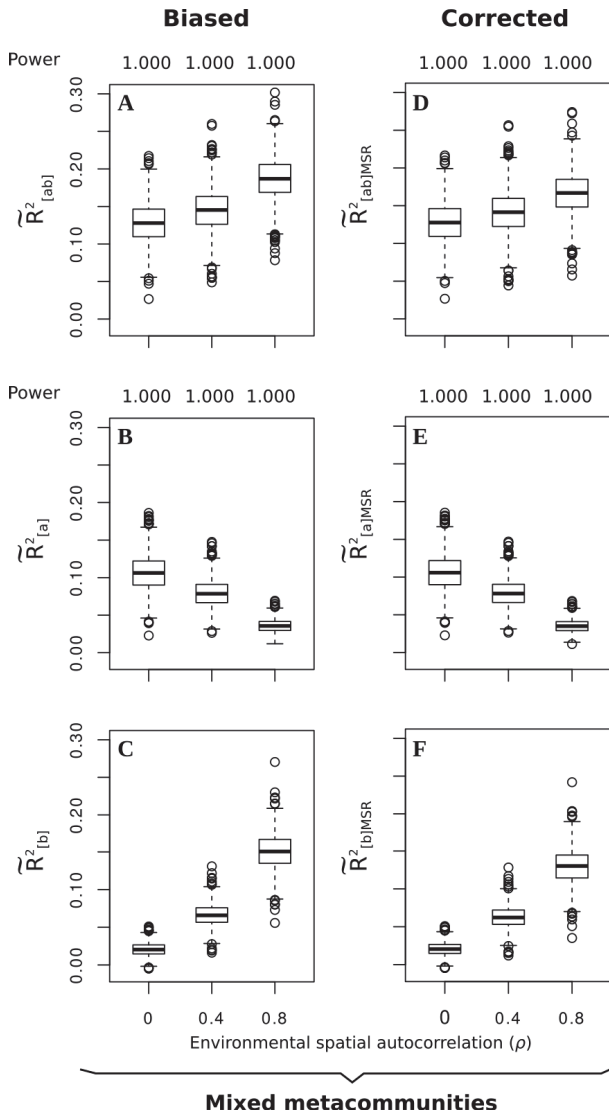 Biased Corrected
Power 1.000 1.000 1.000 1.000 1.000 1.000
A D
0.30
0.20
0.10
0.00
R̃²[ab] R̃²[ab]MSR
Power 1.000 1.000 1.000 1.000 1.000 1.000
B E
0.30
0.20
0.10
0.00
R̃²[a] R̃²[a]MSR
C F
0.30
0.20
0.10
0.00
R̃²[b] R̃²[b]MSR
0 0.4 0.8 0 0.4 0.8
Environmental spatial autocorrelation (ρ)
Mixed metacommunities